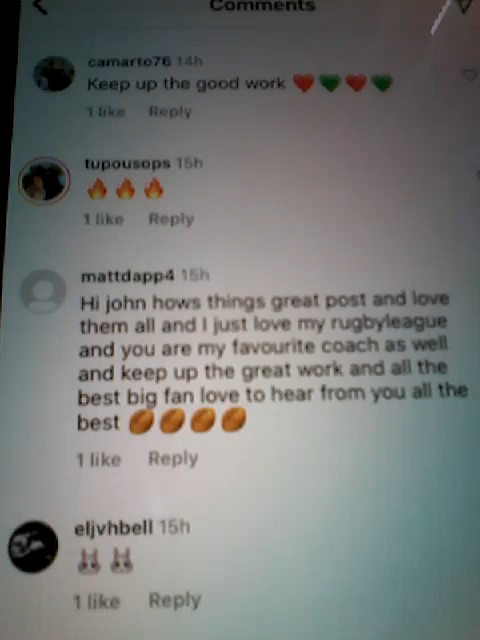 Comments
camarto76 14h
Keep up the good work ❤️💚❤️💚
1 like Reply
tupousops 15h
🔥🔥🔥
1 like Reply
mattdapp4 15h
Hi john hows things great post and love
them all and I just love my rugbyleague
and you are my favourite coach as well
and keep up the great work and all the
best big fan love to hear from you all the
best 🏉🏉🏉🏉
1 like Reply
eljvhbell 15h
🐰🐰
1 like Reply